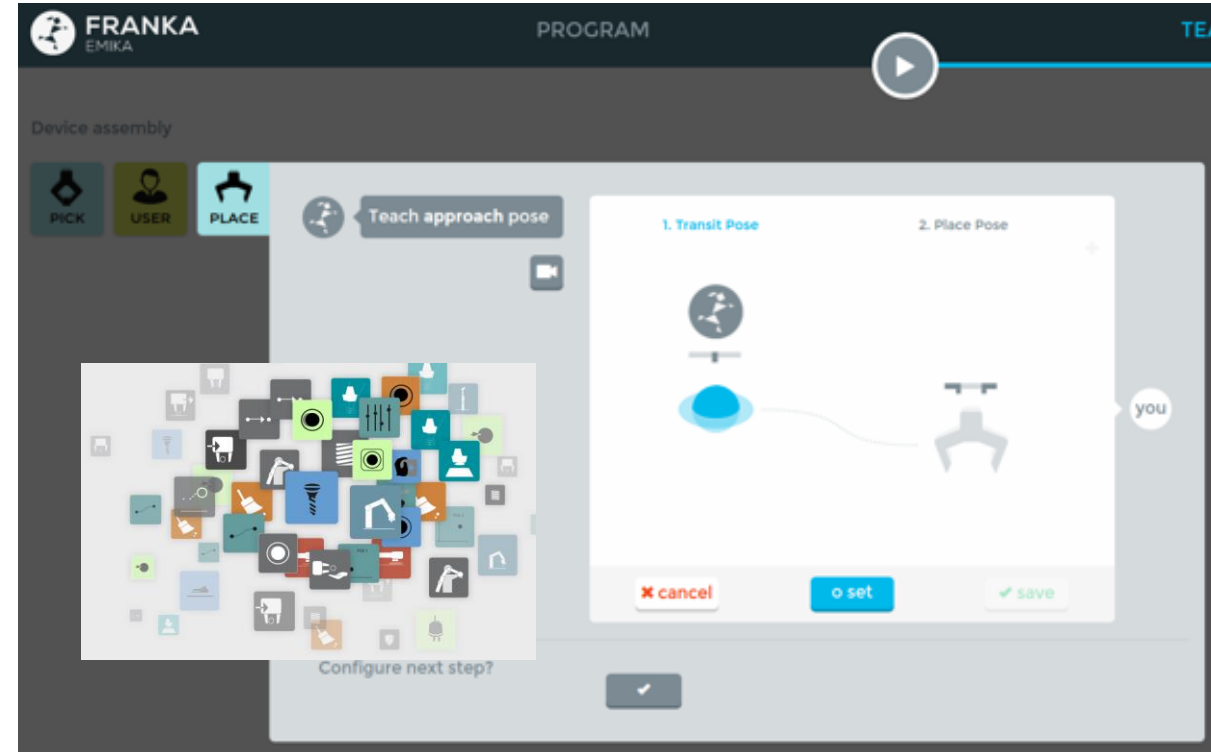 FRANKA
EMIKA
PROGRAM
TEA
Device assembly
PICK
USER
PLACE
Teach approach pose
1. Transit Pose
2. Place Pose
you
cancel
set
save
Configure next step?